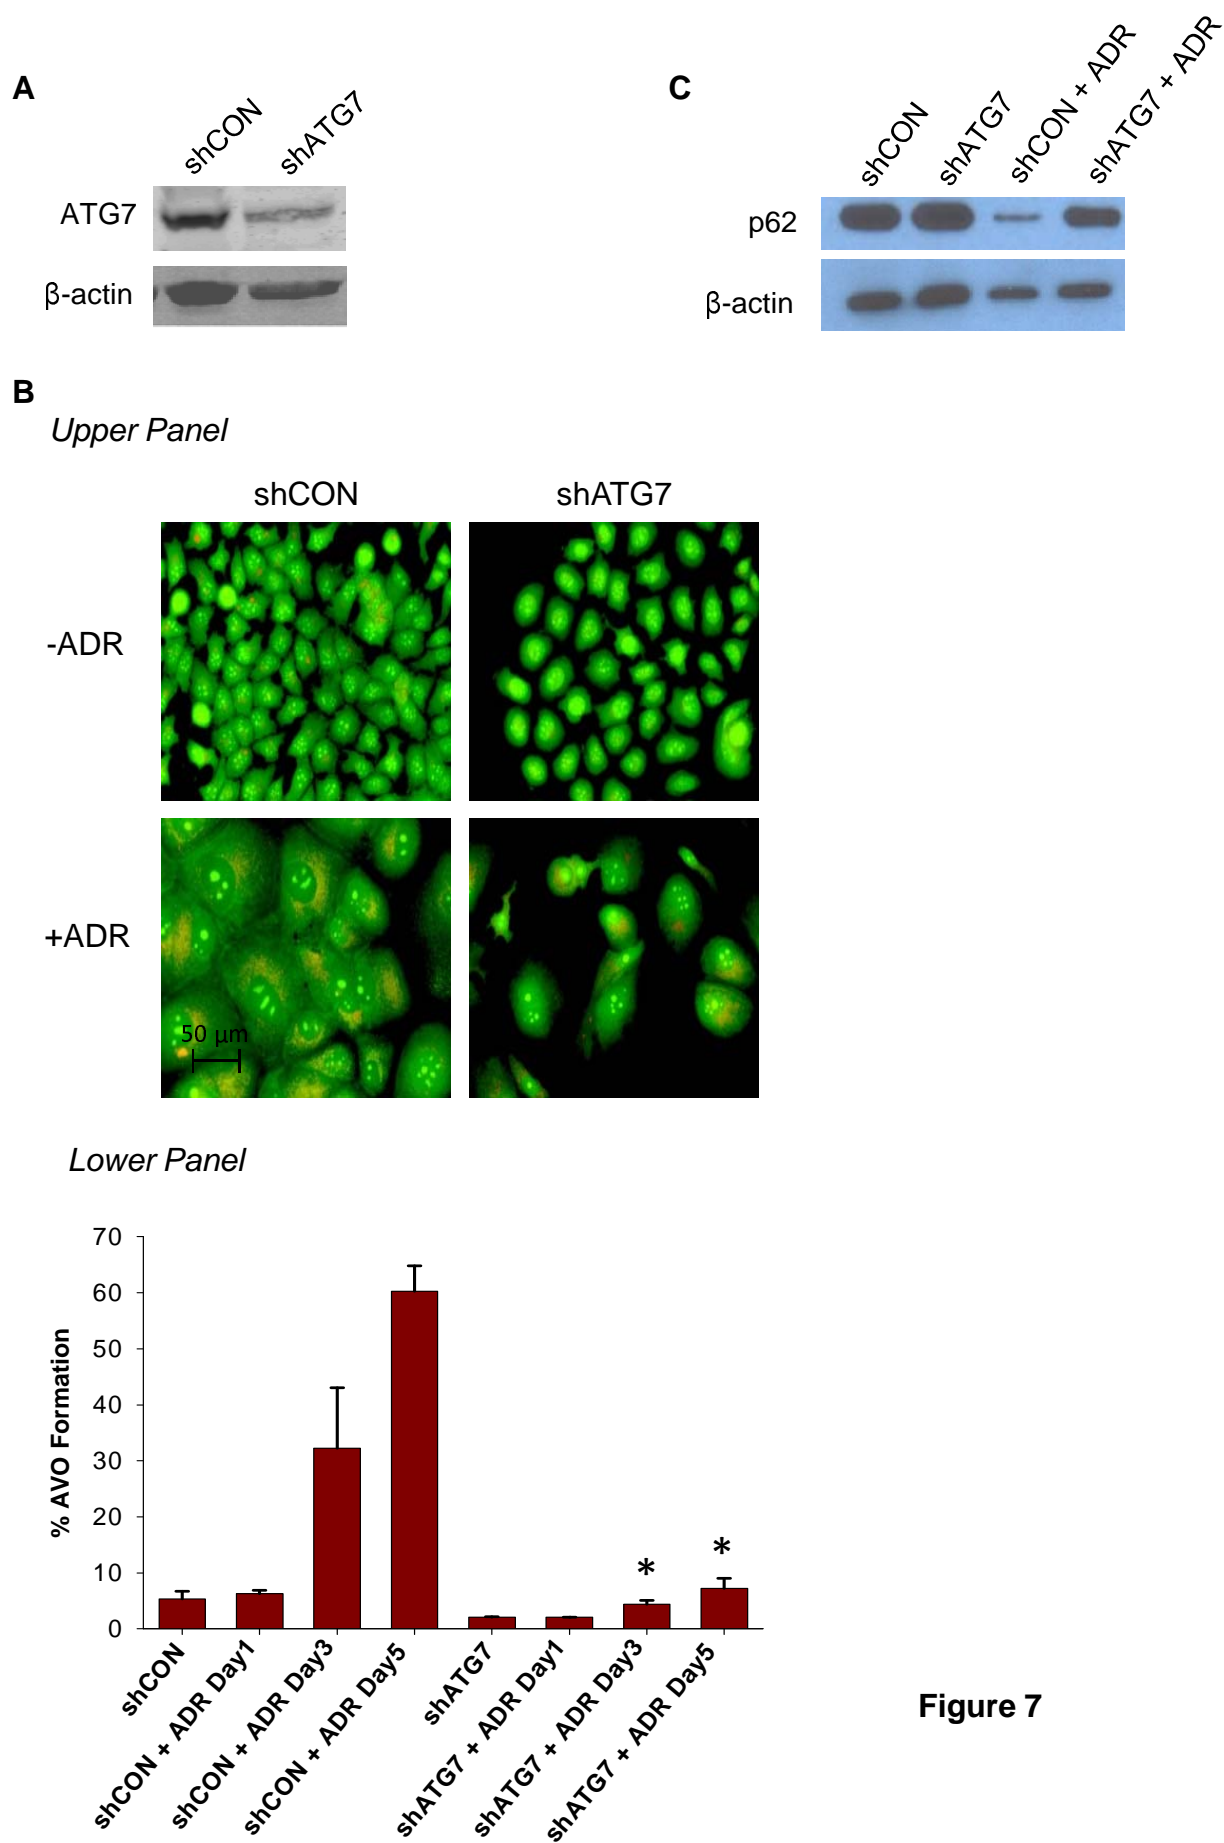 A
shCON
shATG7
ATG7
β-actin
C
shCON
shATG7
shCON + ADR
shATG7 + ADR
p62
β-actin
B
Upper Panel
shCON
shATG7
-ADR
+ADR
50 μm
Lower Panel
% AVO Formation
70
60
50
40
30
20
10
0
*
*
shCON
shCON + ADR Day1
shCON + ADR Day3
shCON + ADR Day5
shATG7
shATG7 + ADR Day1
shATG7 + ADR Day3
shATG7 + ADR Day5
Figure 7